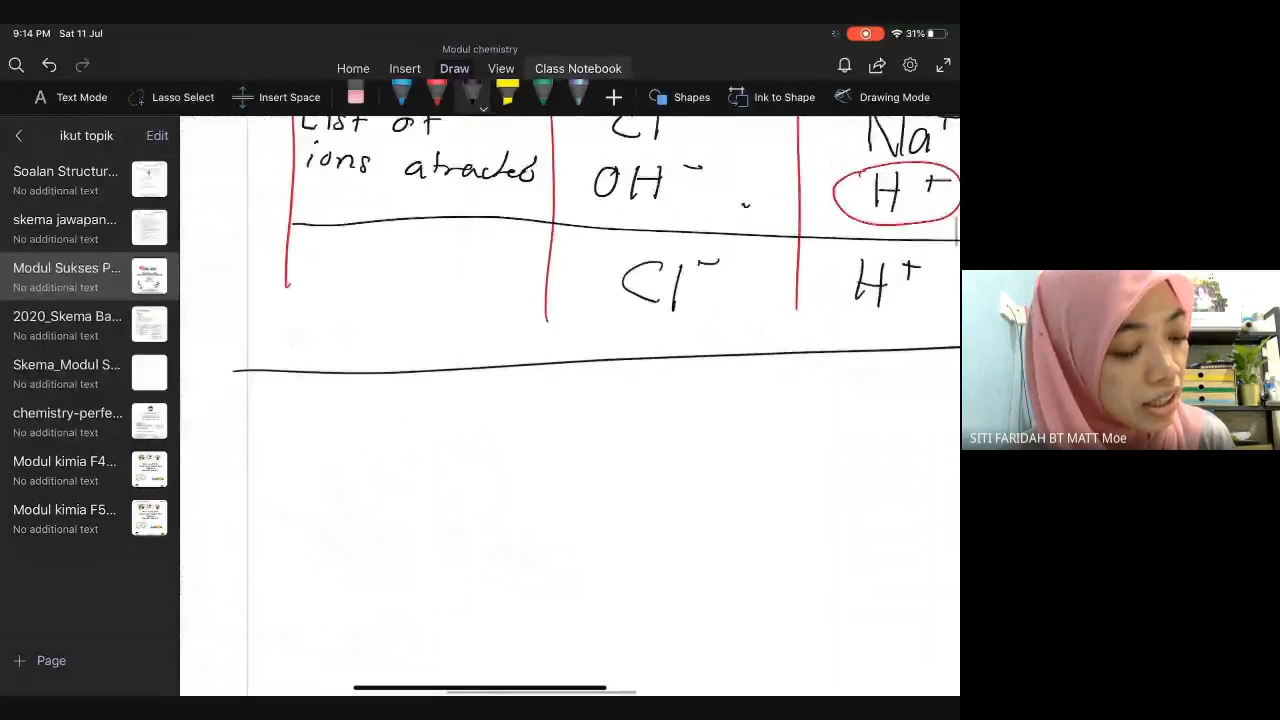 9:14 PM Sat 11 Jul
31%
Modul chemistry
Home Insert Draw View Class Notebook
A Text Mode Lasso Select Insert Space Shapes Ink to Shape Drawing Mode
ikut topik Edit
Soalan Structur...
No additional text
skema jawapan...
No additional text
Modul Sukses P...
No additional text
2020_Skema Ba...
No additional text
Skema_Modul S...
No additional text
chemistry-perfe...
No additional text
Modul kimia F4...
No additional text
Modul kimia F5...
No additional text
+ Page
List of Cl Na+
ions atracted OH- H+
Cl- H+
SITI FARIDAH BT MATT Moe